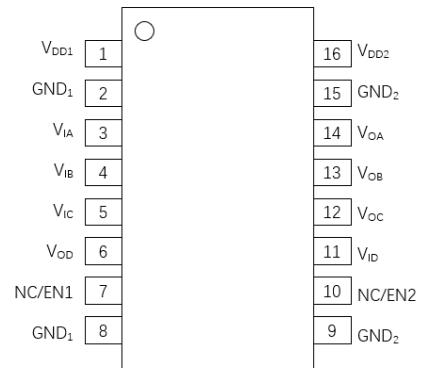 VDD1 1 16 VDD2
GND1 2 15 GND2
VIA 3 14 VOA
VIB 4 13 VOB
VIC 5 12 VOC
VOD 6 11 VID
NC/EN1 7 10 NC/EN2
GND1 8 9 GND2